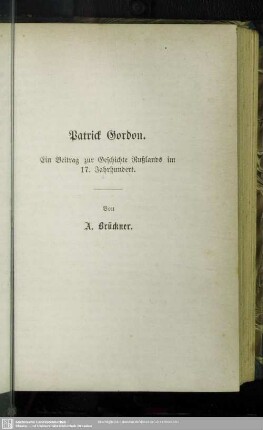 Patrick Gordon.
Ein Beitrag zur Geschichte Rußlands im
17. Jahrhundert.
Von
A. Brückner.